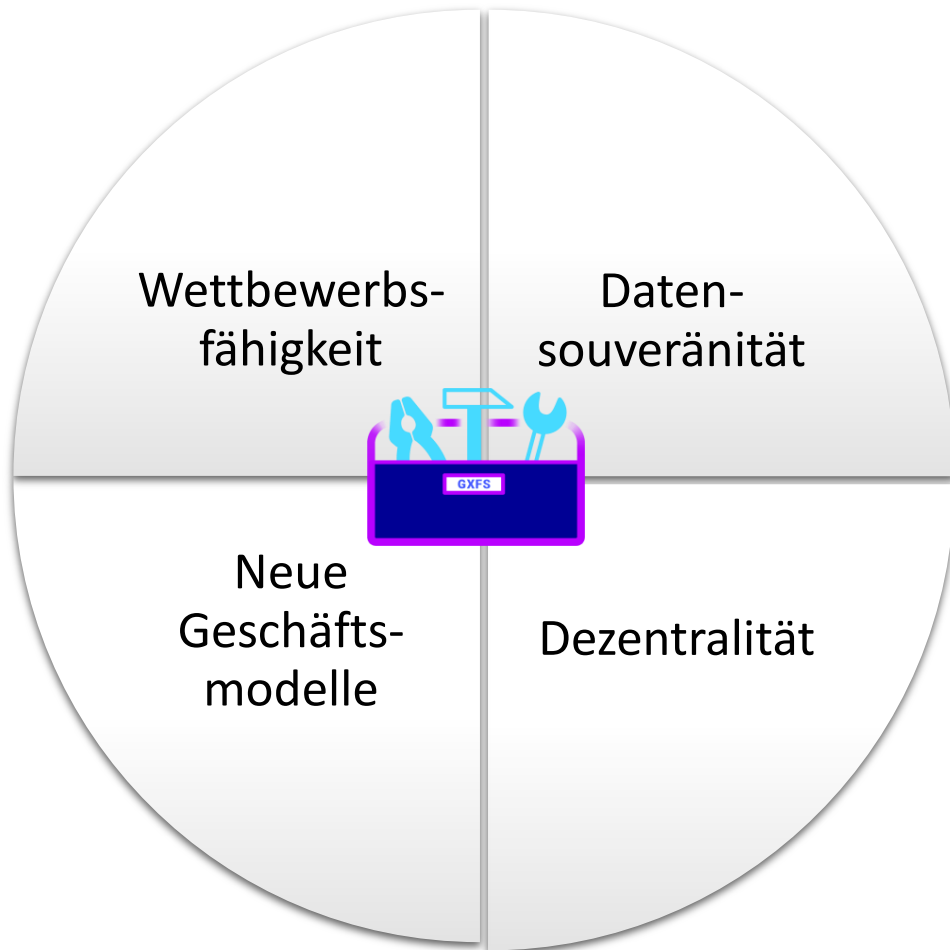 Wettbewerbs-
fähigkeit
Daten-
souveränität
GXFS
Neue
Geschäfts-
modelle
Dezentralität